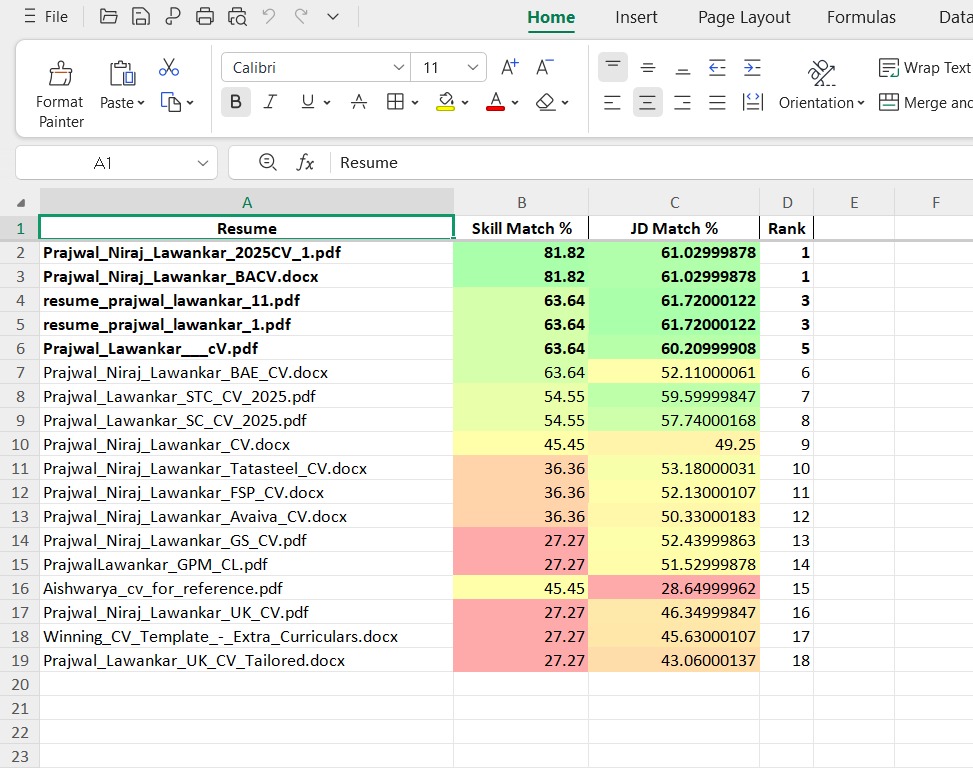 File Home Insert Page Layout Formulas Data
Calibri 11 A+ A- Wrap Text
Format Painter Paste B I U A A Orientation Merge and
A1 fx Resume
A B C D E F
1 Resume Skill Match % JD Match % Rank
2 Prajwal_Niraj_Lawankar_2025CV_1.pdf 81.82 61.02999878 1
3 Prajwal_Niraj_Lawankar_BACV.docx 81.82 61.02999878 1
4 resume_prajwal_lawankar_11.pdf 63.64 61.72000122 3
5 resume_prajwal_lawankar_1.pdf 63.64 61.72000122 3
6 Prajwal_Lawankar___cV.pdf 63.64 60.20999908 5
7 Prajwal_Niraj_Lawankar_BAE_CV.docx 63.64 52.11000061 6
8 Prajwal_Lawankar_STC_CV_2025.pdf 54.55 59.59999847 7
9 Prajwal_Lawankar_SC_CV_2025.pdf 54.55 57.74000168 8
10 Prajwal_Niraj_Lawankar_CV.docx 45.45 49.25 9
11 Prajwal_Niraj_Lawankar_Tatasteel_CV.docx 36.36 53.18000031 10
12 Prajwal_Niraj_Lawankar_FSP_CV.docx 36.36 52.13000107 11
13 Prajwal_Niraj_Lawankar_Avaiva_CV.docx 36.36 50.33000183 12
14 Prajwal_Niraj_Lawankar_GS_CV.pdf 27.27 52.43999863 13
15 PrajwalLawankar_GPM_CL.pdf 27.27 51.52999878 14
16 Aishwarya_cv_for_reference.pdf 45.45 28.64999962 15
17 Prajwal_Niraj_Lawankar_UK_CV.pdf 27.27 46.34999847 16
18 Winning_CV_Template_-_Extra_Curriculars.docx 27.27 45.63000107 17
19 Prajwal_Lawankar_UK_CV_Tailored.docx 27.27 43.06000137 18
20
21
22
23